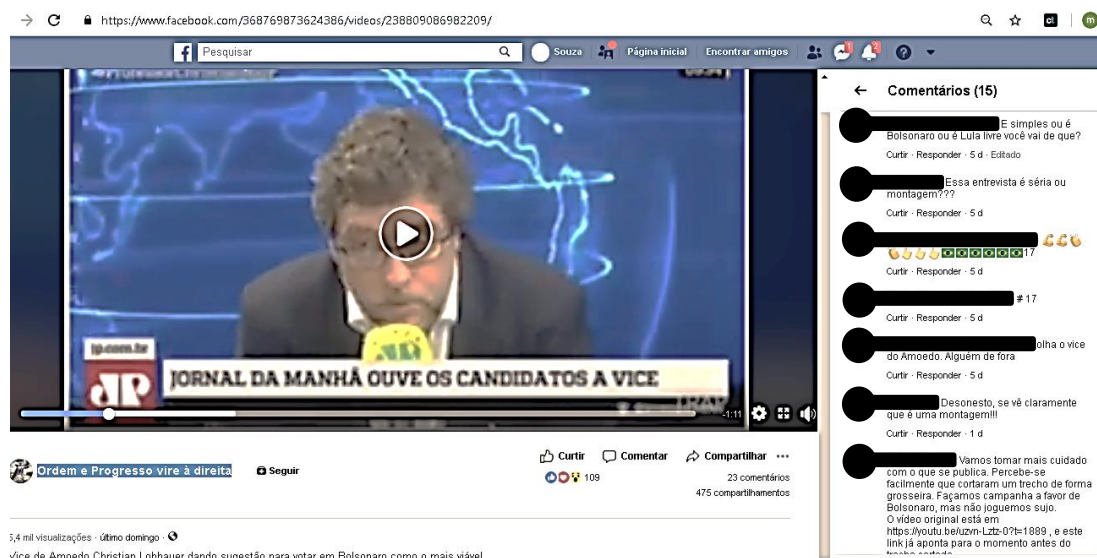 https://www.facebook.com/368769873624386/videos/238809086982209/
Pesquisar
Souza
Página inicial
Encontrar amigos
jp.com.br
JP
JORNAL DA MANHÃ OUVE OS CANDIDATOS A VICE
-1:11
Ordem e Progresso vire à direita
Seguir
Curtir
Comentar
Compartilhar
109
23 comentários
475 compartilhamentos
5,4 mil visualizações · último domingo ·
Vice de Amoedo Christian Lohbauer dando sugestão para votar em Bolsonaro como o mais viável
Comentários (15)
E simples ou é
Bolsonaro ou é Lula livre você vai de que?
Curtir · Responder · 5 d · Editado
Essa entrevista é séria ou
montagem???
Curtir · Responder · 5 d
17
Curtir · Responder · 5 d
# 17
Curtir · Responder · 5 d
olha o vice
do Amoedo. Alguém de fora
Curtir · Responder · 5 d
Desonesto, se vê claramente
que é uma montagem!!!
Curtir · Responder · 1 d
Vamos tomar mais cuidado
com o que se publica. Percebe-se
facilmente que cortaram um trecho de forma
grosseira. Façamos campanha a favor de
Bolsonaro, mas não joguemos sujo.
O vídeo original está em
https://youtu.be/uzvn-Lztz-0?t=1889 , e este
link já aponta para o momento antes do
trecho cortado